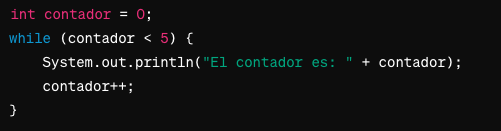 int contador = 0;
while (contador < 5) {
    System.out.println("El contador es: " + contador);
    contador++;
}